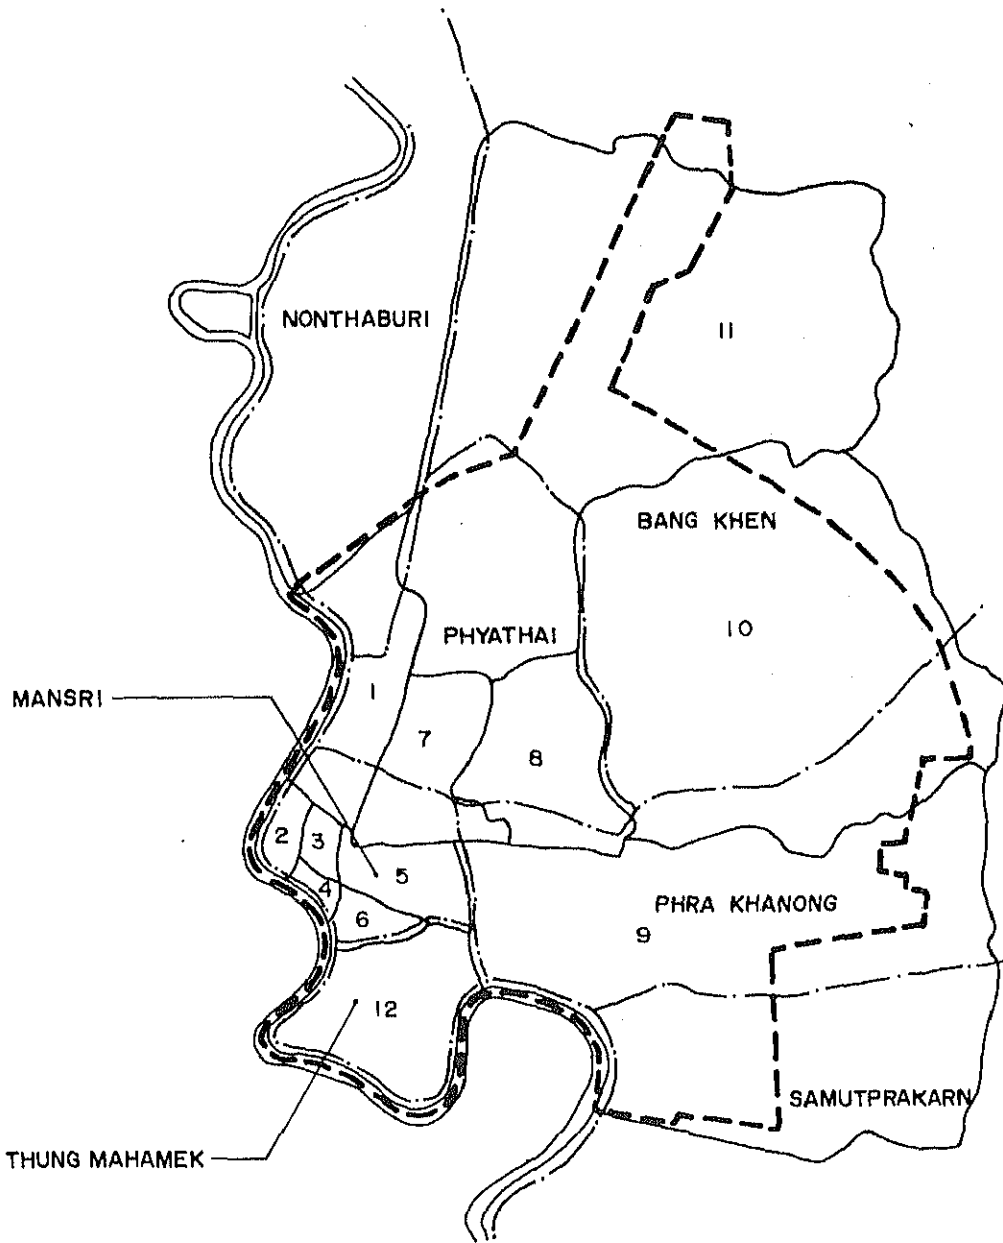 NONTHABURI
11
BANG KHEN
10
PHYATHAI
MANSRI
1
7
8
2
3
4
5
6
PHRA KHANONG
9
12
SAMUTPRAKARN
THUNG MAHAMEK